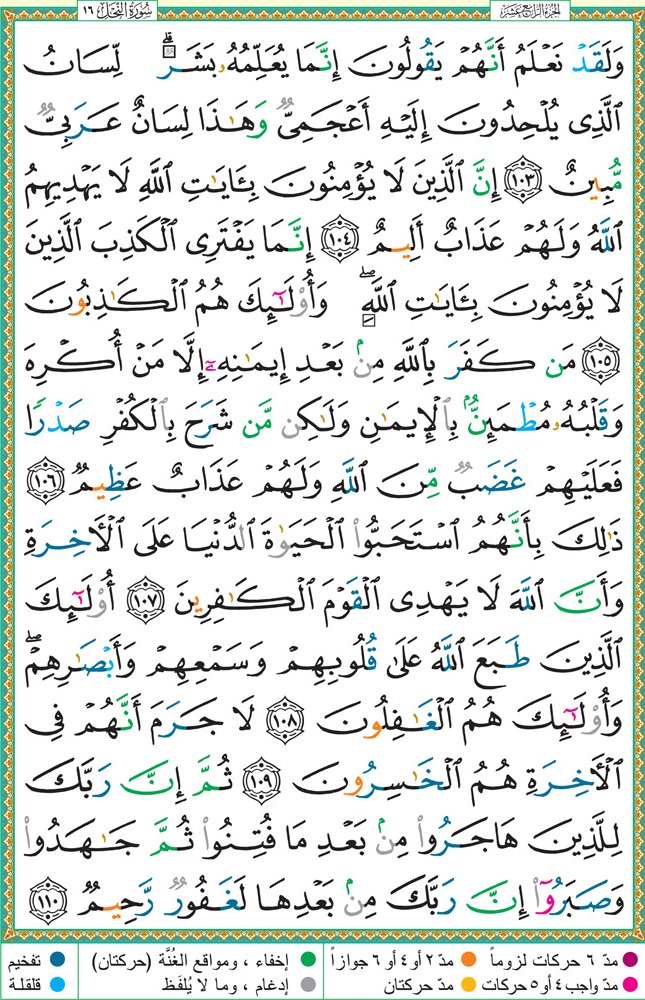 الجزء الرابع عشر
سورة النحل ١٦
وَلَقَدْ نَعْلَمُ أَنَّهُمْ يَقُولُونَ إِنَّمَا يُعَلِّمُهُۥ بَشَرٌ ۗ لِّسَانُ
ٱلَّذِى يُلْحِدُونَ إِلَيْهِ أَعْجَمِىٌّ وَهَـٰذَا لِسَانٌ عَرَبِىٌّ
مُّبِينٌ ١٠٣ إِنَّ ٱلَّذِينَ لَا يُؤْمِنُونَ بِـَٔايَـٰتِ ٱللَّهِ لَا يَهْدِيهِمُ
ٱللَّهُ وَلَهُمْ عَذَابٌ أَلِيمٌ ١٠٤ إِنَّمَا يَفْتَرِى ٱلْكَذِبَ ٱلَّذِينَ
لَا يُؤْمِنُونَ بِـَٔايَـٰتِ ٱللَّهِ ۖ وَأُو۟لَـٰٓئِكَ هُمُ ٱلْكَـٰذِبُونَ
١٠٥ مَن كَفَرَ بِٱللَّهِ مِنۢ بَعْدِ إِيمَـٰنِهِۦٓ إِلَّا مَنْ أُكْرِهَ
وَقَلْبُهُۥ مُطْمَئِنٌّۢ بِٱلْإِيمَـٰنِ وَلَـٰكِن مَّن شَرَحَ بِٱلْكُفْرِ صَدْرًا
فَعَلَيْهِمْ غَضَبٌ مِّنَ ٱللَّهِ وَلَهُمْ عَذَابٌ عَظِيمٌ ١٠٦
ذَٰلِكَ بِأَنَّهُمُ ٱسْتَحَبُّوا۟ ٱلْحَيَوٰةَ ٱلدُّنْيَا عَلَى ٱلْـَٔاخِرَةِ
وَأَنَّ ٱللَّهَ لَا يَهْدِى ٱلْقَوْمَ ٱلْكَـٰفِرِينَ ١٠٧ أُو۟لَـٰٓئِكَ
ٱلَّذِينَ طَبَعَ ٱللَّهُ عَلَىٰ قُلُوبِهِمْ وَسَمْعِهِمْ وَأَبْصَـٰرِهِمْ ۖ
وَأُو۟لَـٰٓئِكَ هُمُ ٱلْغَـٰفِلُونَ ١٠٨ لَا جَرَمَ أَنَّهُمْ فِى
ٱلْـَٔاخِرَةِ هُمُ ٱلْخَـٰسِرُونَ ١٠٩ ثُمَّ إِنَّ رَبَّكَ
لِلَّذِينَ هَاجَرُوا۟ مِنۢ بَعْدِ مَا فُتِنُوا۟ ثُمَّ جَـٰهَدُوا۟
وَصَبَرُوٓا۟ إِنَّ رَبَّكَ مِنۢ بَعْدِهَا لَغَفُورٌ رَّحِيمٌ ١١٠
مدّ ٦ حركات لزوماً مدّ ٢ أو ٤ أو ٦ جوازاً إخفاء ، ومواقع الغُنَّة (حركتان) تفخيم
مدّ واجب ٤ أو ٥ حركات مدّ حركتان إدغام ، وما لا يُلفَظ قلقلة